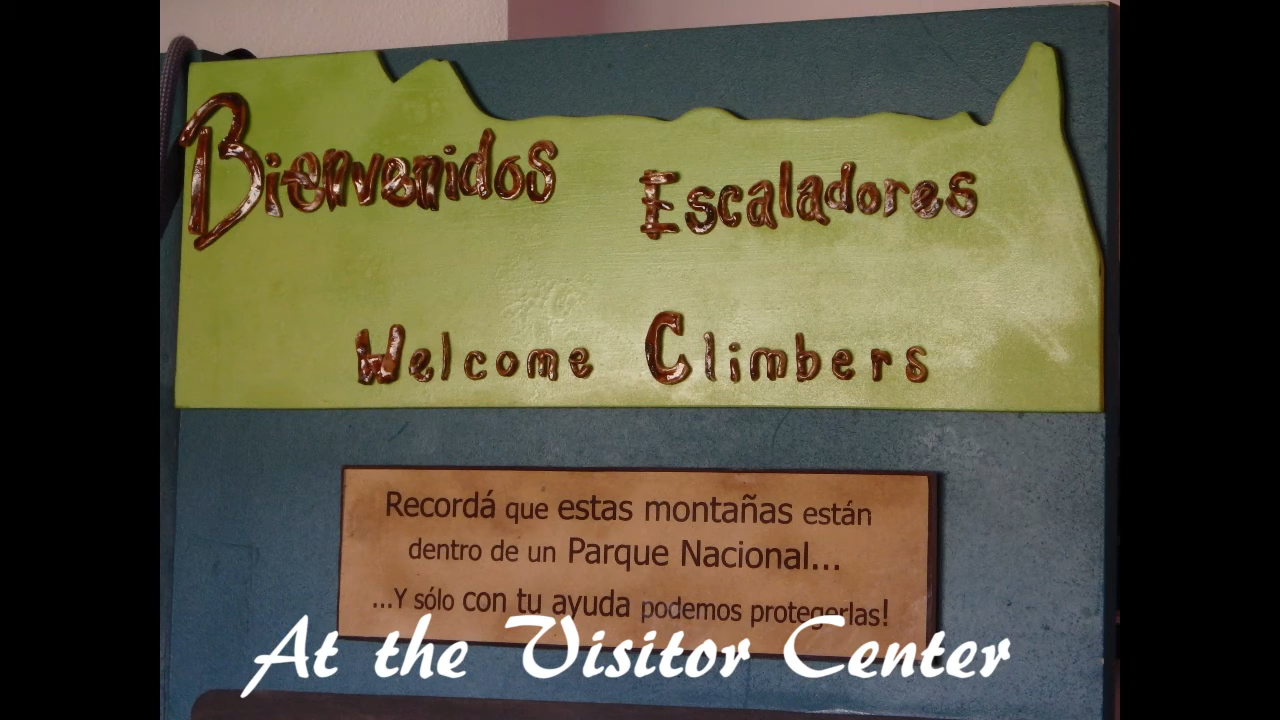 Bienvenidos Escaladores
Welcome Climbers
Recordá que estas montañas están
dentro de un Parque Nacional...
...Y sólo con tu ayuda podemos protegerlas!
At the Visitor Center